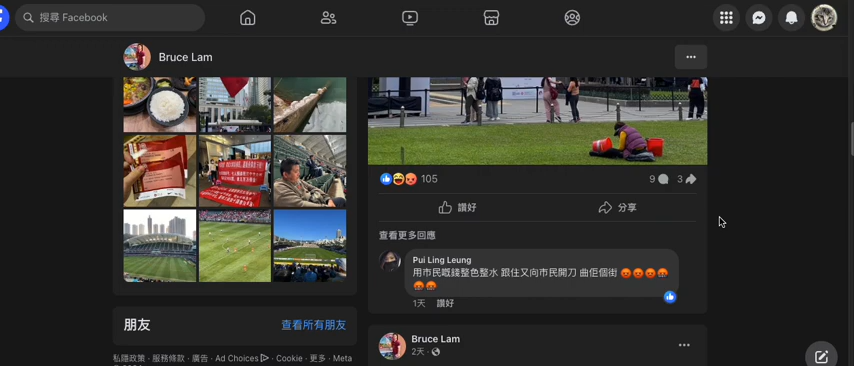 搜尋 Facebook
Bruce Lam
105
9
3
讚好
分享
查看更多回應
Pui Ling Leung
用市民嘅錢整色整水 跟住又向市民開刀 曲佢個街
1天 讚好
朋友
查看所有朋友
Bruce Lam
2天
私隱政策 · 服務條款 · 廣告 · Ad Choices · Cookie · 更多 · Meta